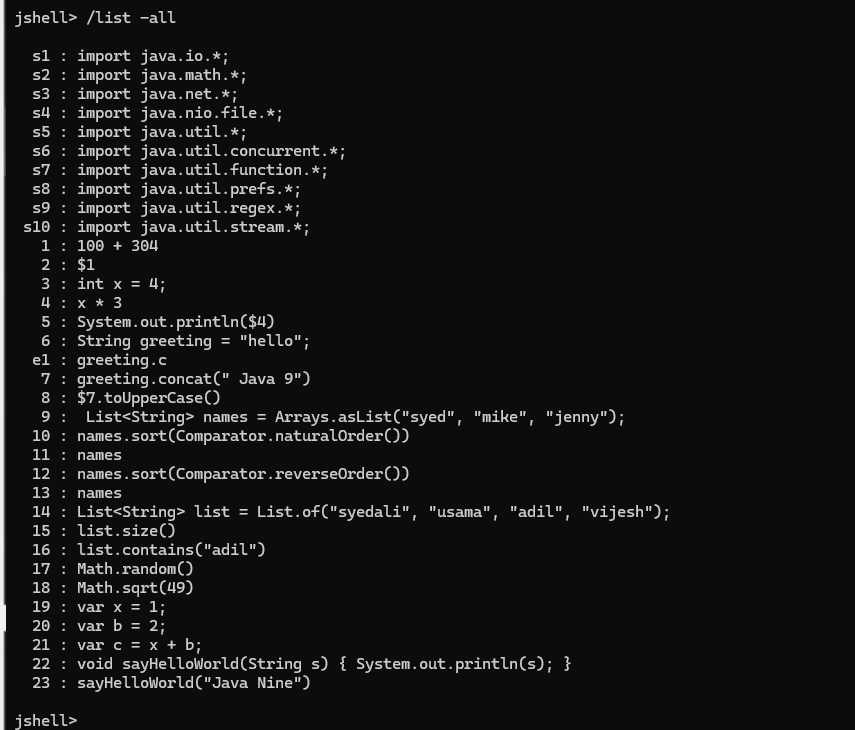 jshell> /list -all
s1 : import java.io.*;
s2 : import java.math.*;
s3 : import java.net.*;
s4 : import java.nio.file.*;
s5 : import java.util.*;
s6 : import java.util.concurrent.*;
s7 : import java.util.function.*;
s8 : import java.util.prefs.*;
s9 : import java.util.regex.*;
s10 : import java.util.stream.*;
1 : 100 + 304
2 : $1
3 : int x = 4;
4 : x * 3
5 : System.out.println($4)
6 : String greeting = "hello";
e1 : greeting.c
7 : greeting.concat(" Java 9")
8 : $7.toUpperCase()
9 :  List<String> names = Arrays.asList("syed", "mike", "jenny");
10 : names.sort(Comparator.naturalOrder())
11 : names
12 : names.sort(Comparator.reverseOrder())
13 : names
14 : List<String> list = List.of("syedali", "usama", "adil", "vijesh");
15 : list.size()
16 : list.contains("adil")
17 : Math.random()
18 : Math.sqrt(49)
19 : var x = 1;
20 : var b = 2;
21 : var c = x + b;
22 : void sayHelloWorld(String s) { System.out.println(s); }
23 : sayHelloWorld("Java Nine")
jshell>